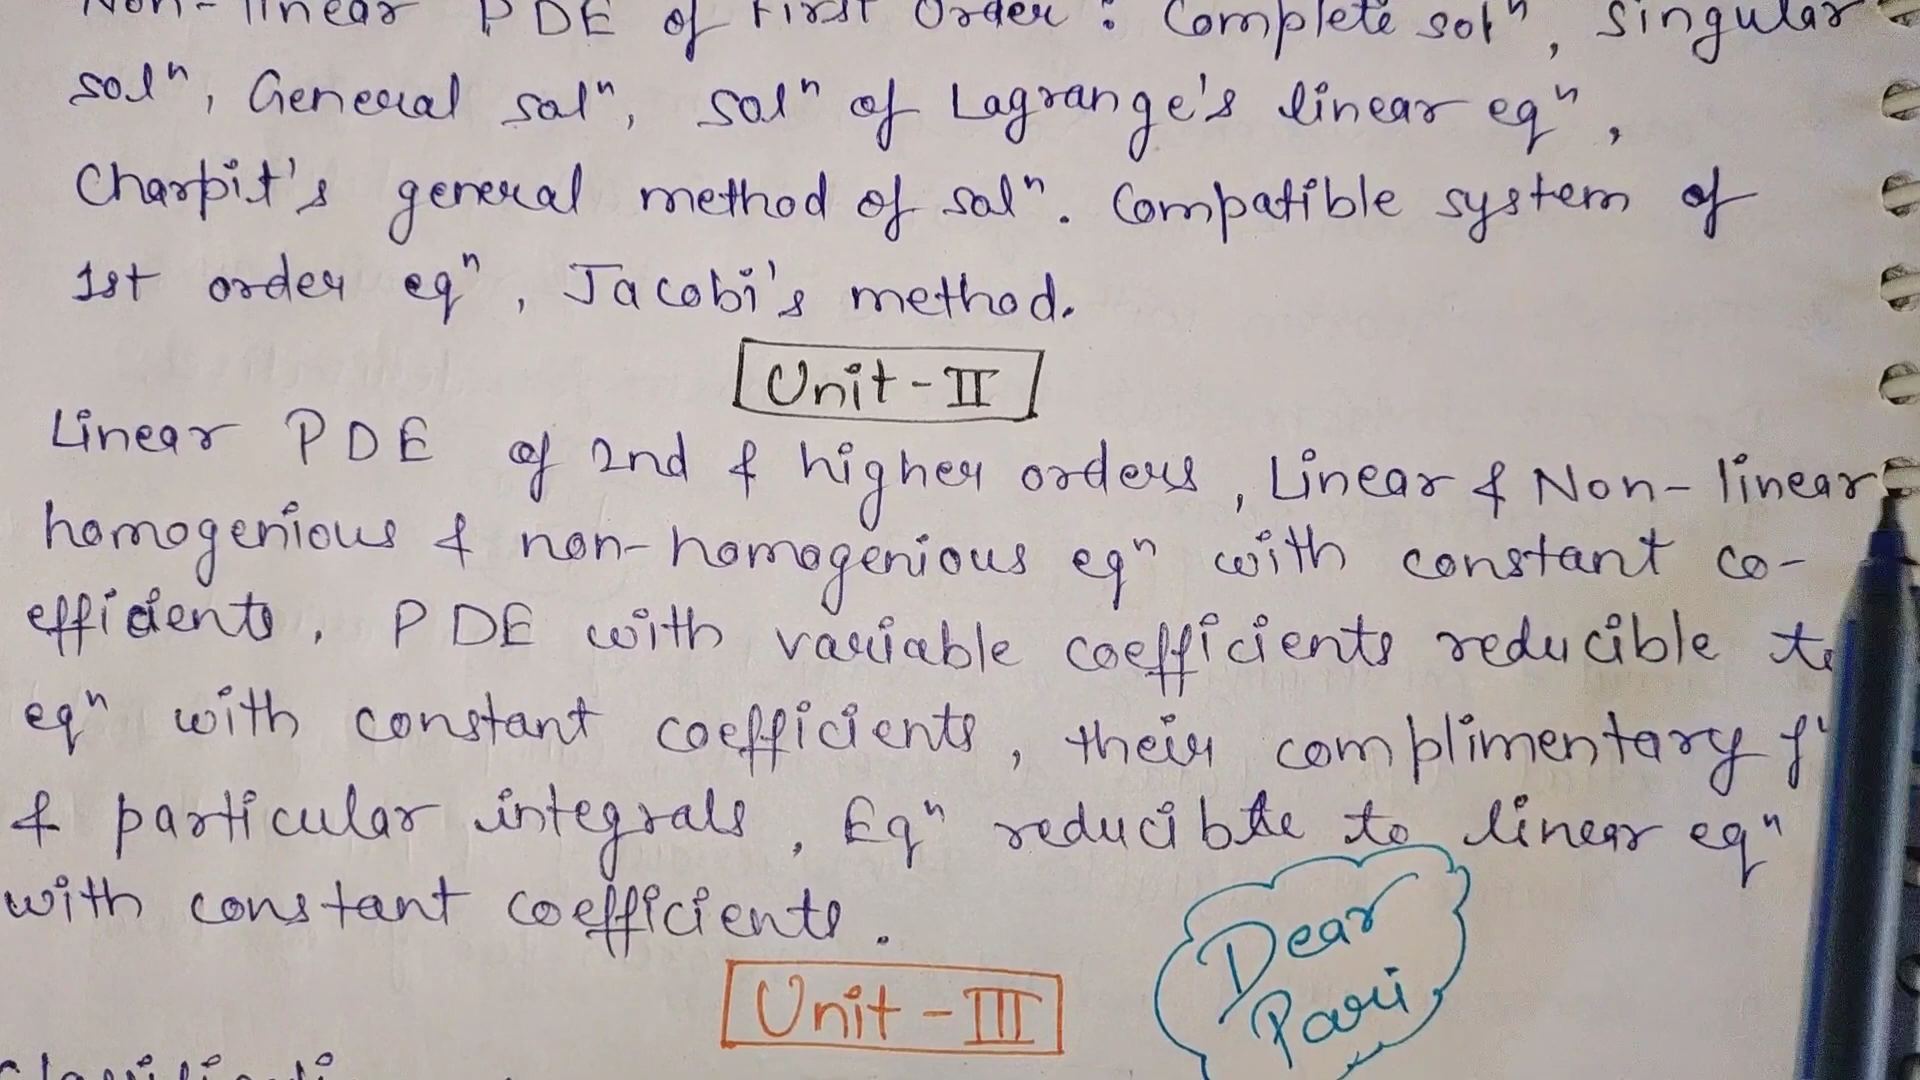 Non-linear PDE of First Order : Complete solⁿ, Singular
solⁿ, General solⁿ, solⁿ of Lagrange's linear eqⁿ,
Charpit's general method of solⁿ. Compatible system of
1st order eqⁿ, Jacobi's method.
Unit-II
Linear PDE of 2nd & higher orders, Linear & Non-linear
homogenious & non-homogenious eqⁿ with constant co-
efficients, PDE with variable coefficients reducible to
eqⁿ with constant coefficients, their complimentary fⁿ
& particular integrals, Eqⁿ reducible to linear eqⁿ
with constant coefficients.
Dear
Pari
Unit-III